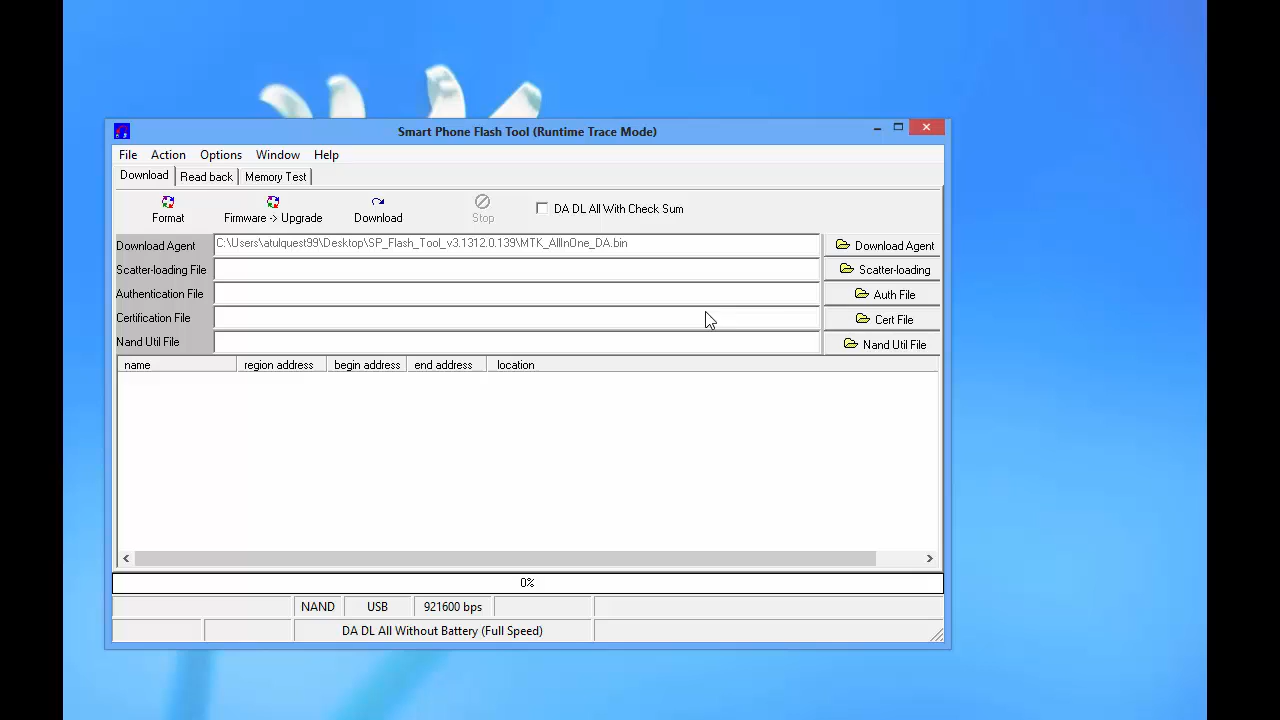 Smart Phone Flash Tool (Runtime Trace Mode)
File Action Options Window Help
Download Read back Memory Test
Format Firmware -> Upgrade Download Stop DA DL All With Check Sum
Download Agent C:\Users\atulquest99\Desktop\SP_Flash_Tool_v3.1312.0.139\MTK_AllInOne_DA.bin Download Agent
Scatter-loading File Scatter-loading
Authentication File Auth File
Certification File Cert File
Nand Util File Nand Util File
name region address begin address end address location
0%
NAND USB 921600 bps
DA DL All Without Battery (Full Speed)